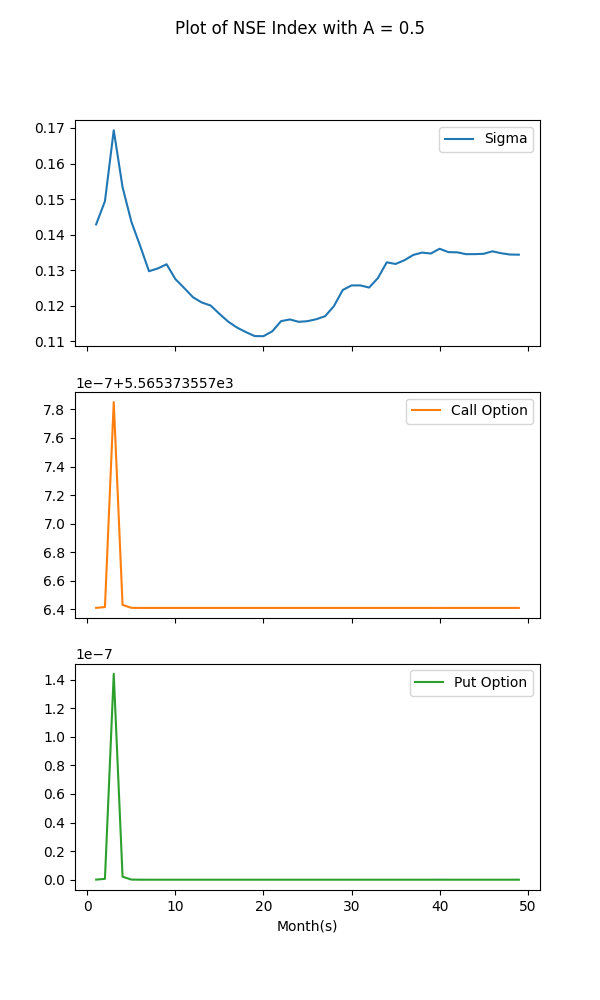 Plot of NSE Index with A = 0.5
0.17
0.16
0.15
0.14
0.13
0.12
0.11
Sigma
1e−7+5.565373557e3
7.8
7.6
7.4
7.2
7.0
6.8
6.6
6.4
Call Option
1e−7
1.4
1.2
1.0
0.8
0.6
0.4
0.2
0.0
Put Option
0 10 20 30 40 50
Month(s)